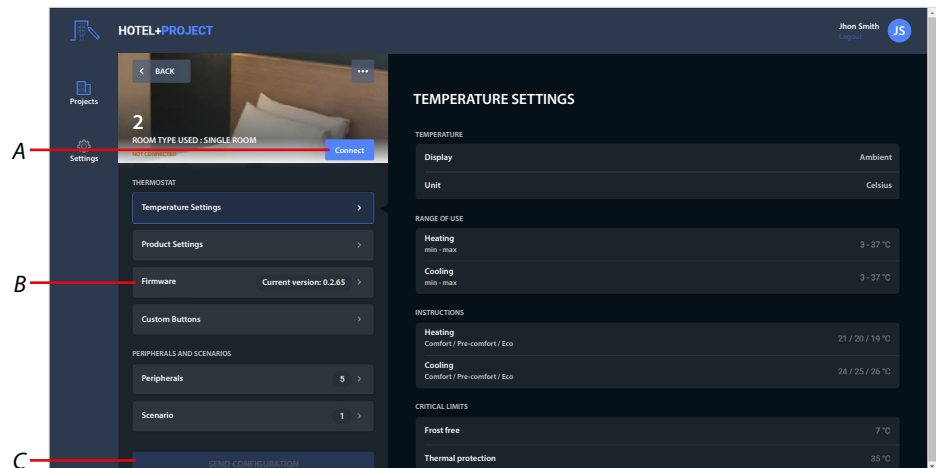 HOTEL+PROJECT
Jhon Smith
Logout
JS
Projects
Settings
BACK
2
ROOM TYPE USED : SINGLE ROOM
NOT CONNECTED
Connect
A
THERMOSTAT
Temperature Settings
Product Settings
B
Firmware Current version: 0.2.65
Custom Buttons
PERIPHERALS AND SCENARIOS
Peripherals 5
Scenario 1
C
SEND CONFIGURATION
TEMPERATURE SETTINGS
TEMPERATURE
Display Ambient
Unit Celsius
RANGE OF USE
Heating
min - max
3 - 37 °C
Cooling
min - max
3 - 37 °C
INSTRUCTIONS
Heating
Comfort / Pre-comfort / Eco
21 / 20 / 19 °C
Cooling
Comfort / Pre-comfort / Eco
24 / 25 / 26 °C
CRITICAL LIMITS
Frost free 7 °C
Thermal protection 35 °C